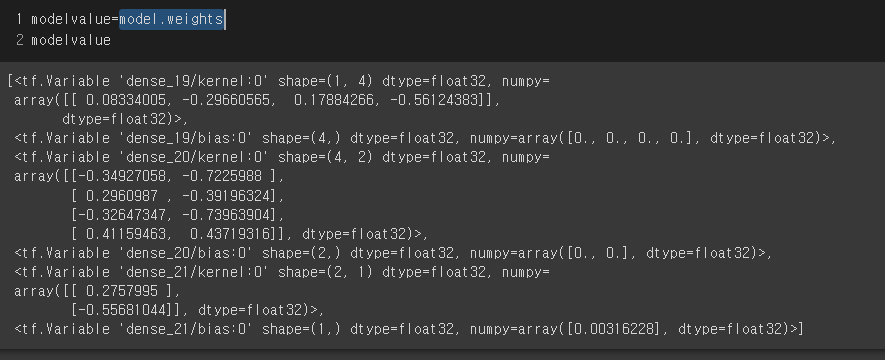 1 modelvalue=model.weights
2 modelvalue
[<tf.Variable 'dense_19/kernel:0' shape=(1, 4) dtype=float32, numpy=
array([[ 0.08334005, -0.29660565,  0.17884266, -0.56124383]],
dtype=float32)>,
<tf.Variable 'dense_19/bias:0' shape=(4,) dtype=float32, numpy=array([0., 0., 0., 0.], dtype=float32)>,
<tf.Variable 'dense_20/kernel:0' shape=(4, 2) dtype=float32, numpy=
array([[-0.34927058, -0.7225988 ],
[ 0.2960987 , -0.39196324],
[-0.32647347, -0.73963904],
[ 0.41159463,  0.43719316]], dtype=float32)>,
<tf.Variable 'dense_20/bias:0' shape=(2,) dtype=float32, numpy=array([0., 0.], dtype=float32)>,
<tf.Variable 'dense_21/kernel:0' shape=(2, 1) dtype=float32, numpy=
array([[ 0.2757995 ],
[-0.55681044]], dtype=float32)>,
<tf.Variable 'dense_21/bias:0' shape=(1,) dtype=float32, numpy=array([0.00316228], dtype=float32)>]